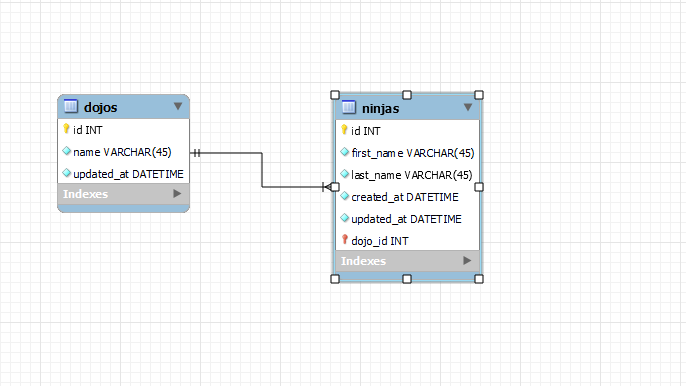 dojos
id INT
name VARCHAR(45)
updated_at DATETIME
Indexes
ninjas
id INT
first_name VARCHAR(45)
last_name VARCHAR(45)
created_at DATETIME
updated_at DATETIME
dojo_id INT
Indexes